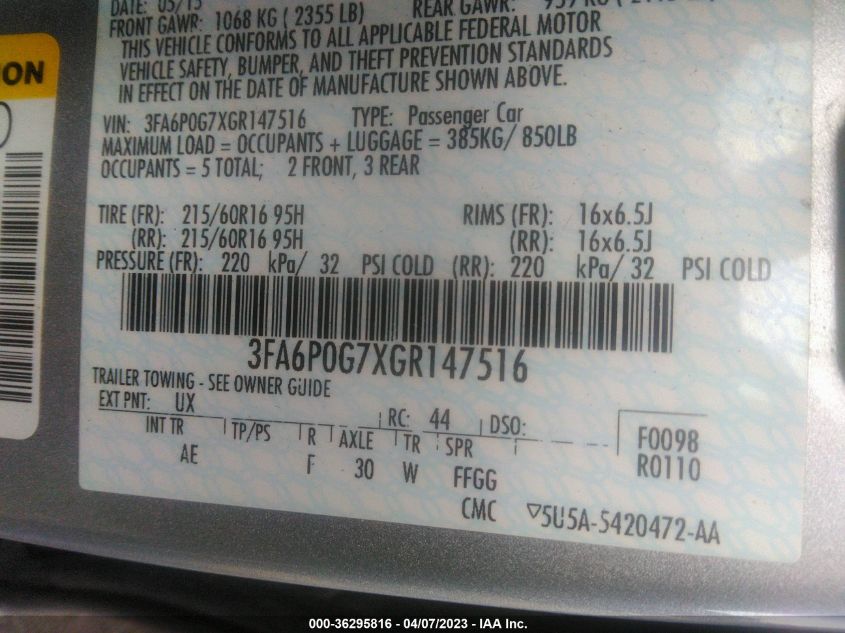 DATE: 05/15
FRONT GAWR: 1068 KG ( 2355 LB) REAR GAWR:
THIS VEHICLE CONFORMS TO ALL APPLICABLE FEDERAL MOTOR
VEHICLE SAFETY, BUMPER, AND THEFT PREVENTION STANDARDS
IN EFFECT ON THE DATE OF MANUFACTURE SHOWN ABOVE.
VIN: 3FA6P0G7XGR147516 TYPE: Passenger Car
MAXIMUM LOAD = OCCUPANTS + LUGGAGE = 385KG/ 850LB
OCCUPANTS = 5 TOTAL; 2 FRONT, 3 REAR
TIRE (FR): 215/60R16 95H RIMS (FR): 16x6.5J
(RR): 215/60R16 95H (RR): 16x6.5J
PRESSURE (FR): 220 kPa/ 32 PSI COLD (RR): 220 kPa/ 32 PSI COLD
3FA6P0G7XGR147516
TRAILER TOWING - SEE OWNER GUIDE
EXT PNT: UX RC: 44 DSO:
INT TR TP/PS R AXLE TR SPR F0098
AE F 30 W FFGG R0110
CMC ▽5U5A-5420472-AA
000-36295816 - 04/07/2023 - IAA Inc.